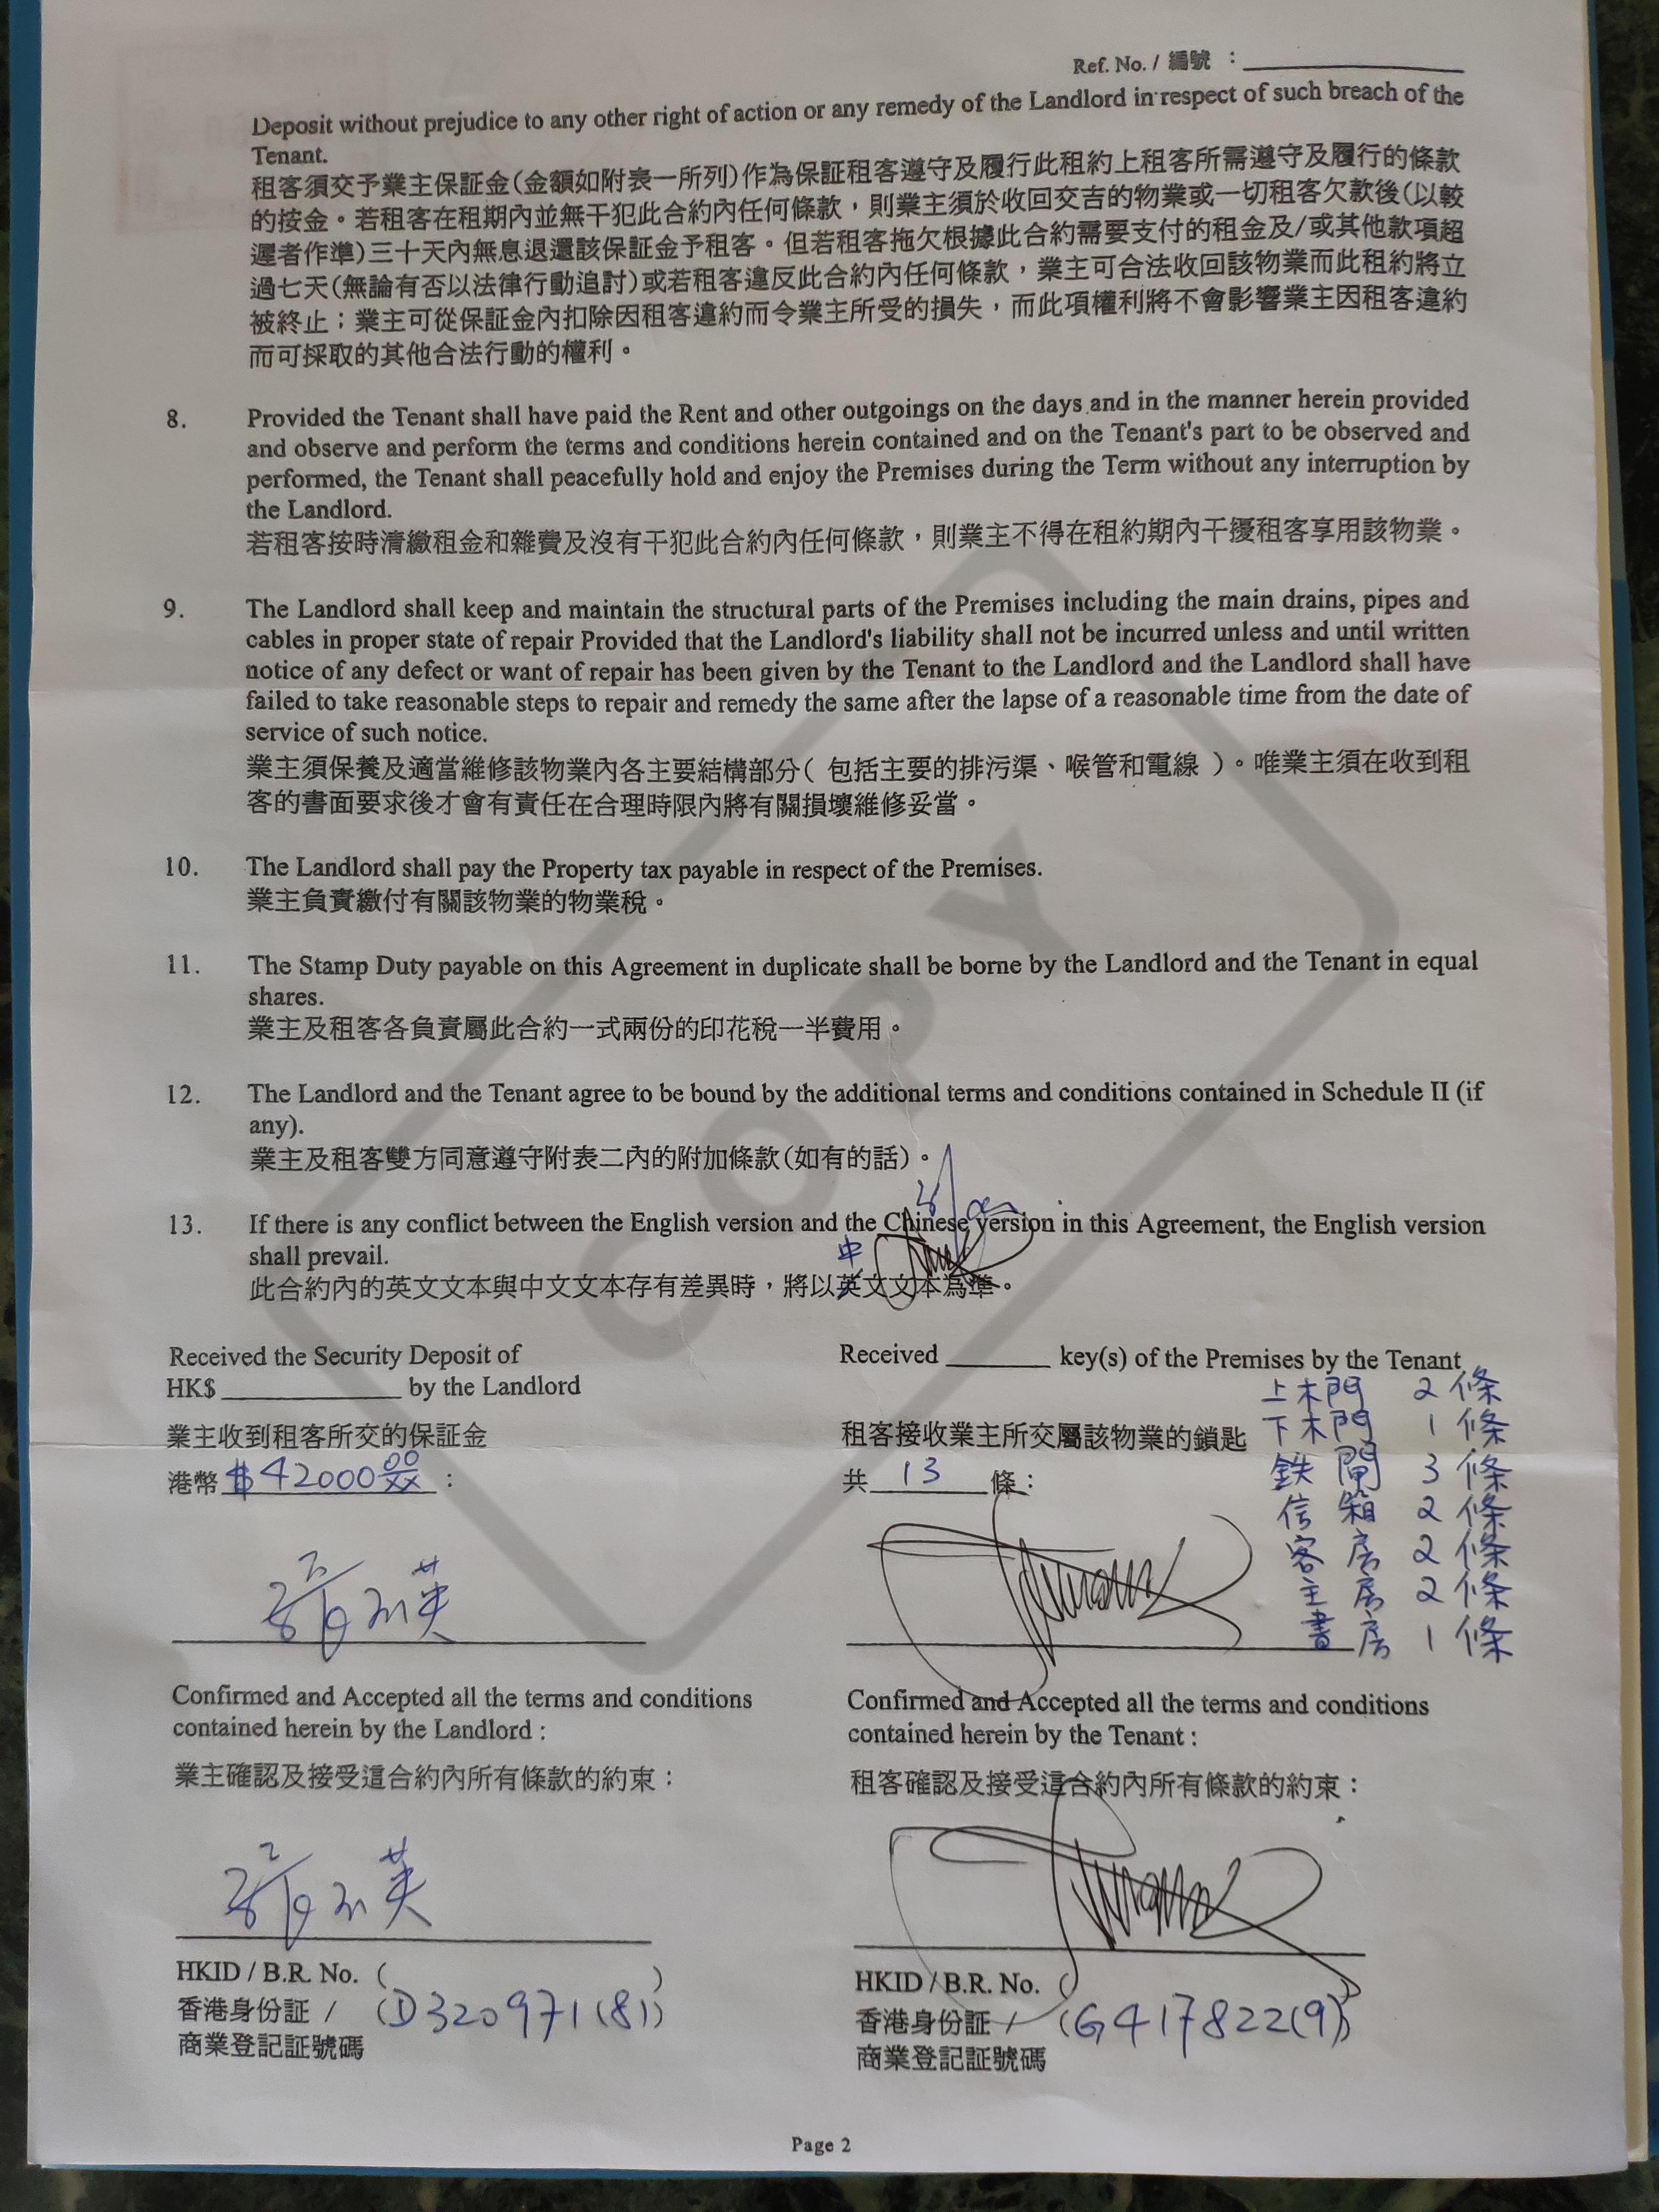 Ref. No. / 編號 ：
Deposit without prejudice to any other right of action or any remedy of the Landlord in respect of such breach of the
Tenant.
租客須交予業主保証金(金額如附表一所列)作為保証租客遵守及履行此租約上租客所需遵守及履行的條款
的按金。若租客在租期內並無干犯此合約內任何條款，則業主須於收回交吉的物業或一切租客欠款後(以較
遲者作準)三十天內無息退還該保証金予租客。但若租客拖欠根據此合約需要支付的租金及/或其他款項超
過七天(無論有否以法律行動追討)或若租客違反此合約內任何條款，業主可合法收回該物業而此租約將立
被終止；業主可從保証金內扣除因租客違約而令業主所受的損失，而此項權利將不會影響業主因租客違約
而可採取的其他合法行動的權利。
8. Provided the Tenant shall have paid the Rent and other outgoings on the days and in the manner herein provided
and observe and perform the terms and conditions herein contained and on the Tenant's part to be observed and
performed, the Tenant shall peacefully hold and enjoy the Premises during the Term without any interruption by
the Landlord.
若租客按時清繳租金和雜費及沒有干犯此合約內任何條款，則業主不得在租約期內干擾租客享用該物業。
9. The Landlord shall keep and maintain the structural parts of the Premises including the main drains, pipes and
cables in proper state of repair Provided that the Landlord's liability shall not be incurred unless and until written
notice of any defect or want of repair has been given by the Tenant to the Landlord and the Landlord shall have
failed to take reasonable steps to repair and remedy the same after the lapse of a reasonable time from the date of
service of such notice.
業主須保養及適當維修該物業內各主要結構部分( 包括主要的排污渠、喉管和電線 )。唯業主須在收到租
客的書面要求後才會有責任在合理時限內將有關損壞維修妥當。
10. The Landlord shall pay the Property tax payable in respect of the Premises.
業主負責繳付有關該物業的物業稅。
11. The Stamp Duty payable on this Agreement in duplicate shall be borne by the Landlord and the Tenant in equal
shares.
業主及租客各負責屬此合約一式兩份的印花稅一半費用。
12. The Landlord and the Tenant agree to be bound by the additional terms and conditions contained in Schedule II (if
any).
業主及租客雙方同意遵守附表二內的附加條款(如有的話)。
13. If there is any conflict between the English version and the Chinese version in this Agreement, the English version
shall prevail.
中
此合約內的英文文本與中文文本存有差異時，將以英文文本為準。
COPY
Received the Security Deposit of
HK$ by the Landlord
業主收到租客所交的保証金
港幣 $42000 00/xx :
Received key(s) of the Premises by the Tenant
租客接收業主所交屬該物業的鎖匙
共 13 條：
上木門 2 條
下木門 1 條
鉄閘 3 條
信箱 2 條
客房 2 條
主房 2 條
書房 1 條
Confirmed and Accepted all the terms and conditions
contained herein by the Landlord :
業主確認及接受這合約內所有條款的約束：
HKID / B.R. No. ( )
香港身份証 / (D320971(8))
商業登記証號碼
Confirmed and Accepted all the terms and conditions
contained herein by the Tenant :
租客確認及接受這合約內所有條款的約束：
HKID / B.R. No. ( )
香港身份証 / (G417822(9))
商業登記証號碼
Page 2